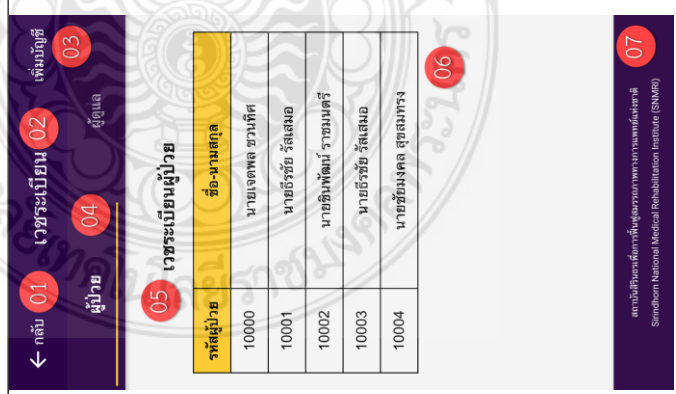 ← กลับ 01 เวชระเบียน 02 เพิ่มบัญชี 03
ผู้ป่วย 04 ผู้ดูแล
05 เวชระเบียนผู้ป่วย
รหัสผู้ป่วย ชื่อ-นามสกุล
10000 นายเจตพล ชวนทิศ
10001 นายธีรชัย รัสเสมอ
10002 นายชินพัฒน์ ราชมนตรี
10003 นายธีรชัย รัสเสมอ
10004 นายชัยมงคล สุขสมทรง
06
07
สถาบันสิรินธรเพื่อการฟื้นฟูสมรรถภาพทางการแพทย์แห่งชาติ
Sirindhorn National Medical Rehabilitation Institute (SNMRI)